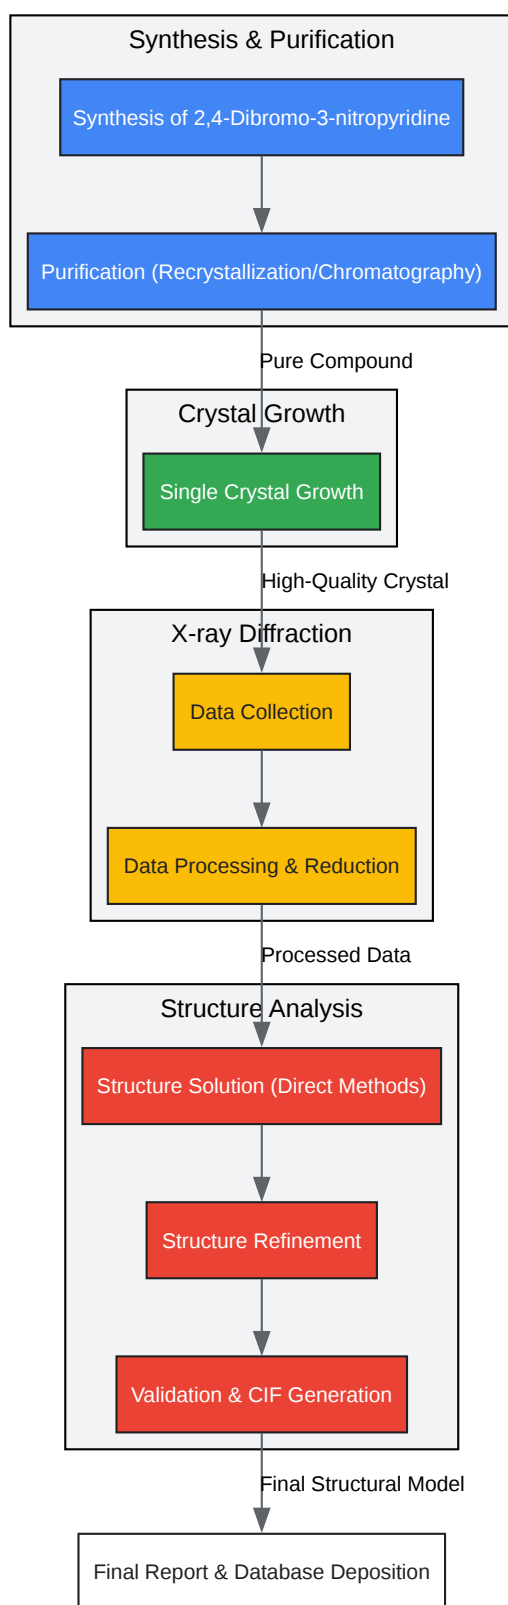 Synthesis & Purification
Synthesis of 2,4-Dibromo-3-nitropyridine
Purification (Recrystallization/Chromatography)
Pure Compound
Crystal Growth
Single Crystal Growth
High-Quality Crystal
X-ray Diffraction
Data Collection
Data Processing & Reduction
Processed Data
Structure Analysis
Structure Solution (Direct Methods)
Structure Refinement
Validation & CIF Generation
Final Structural Model
Final Report & Database Deposition